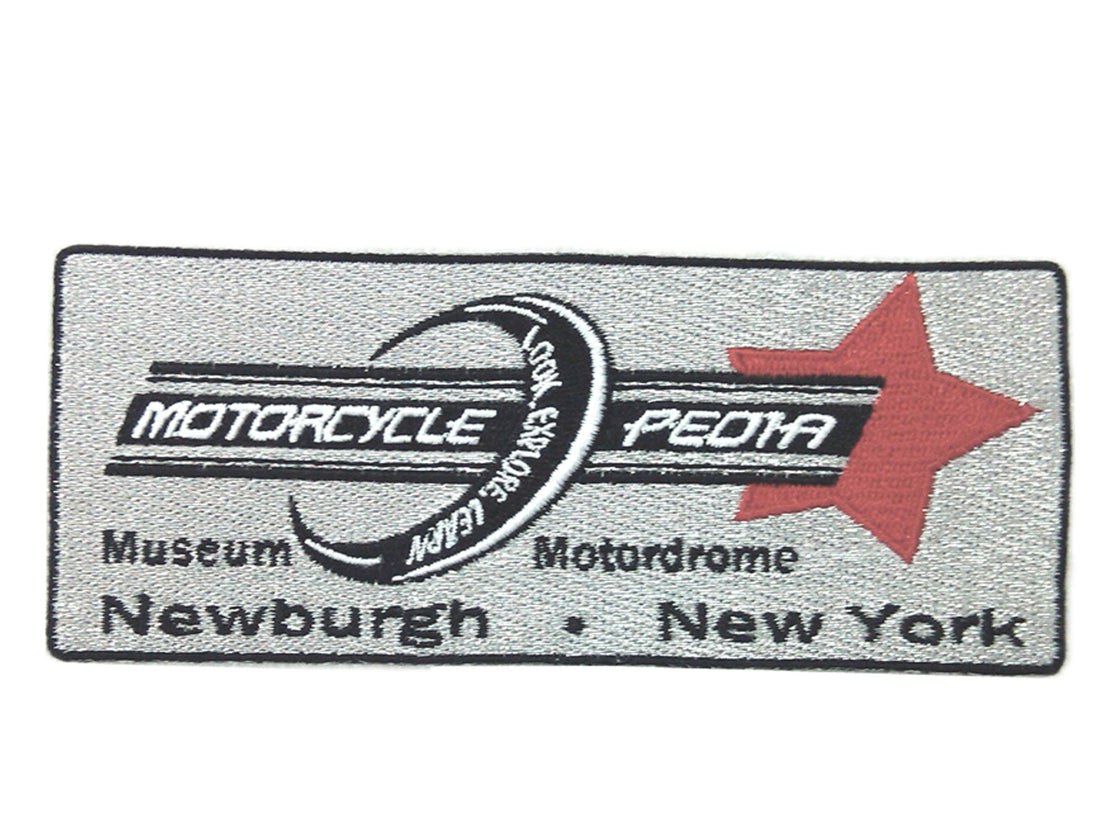 MOTORCYCLE PEDIA
LOOK, EXPLORE, LEARN
Museum Motordrome
Newburgh • New York